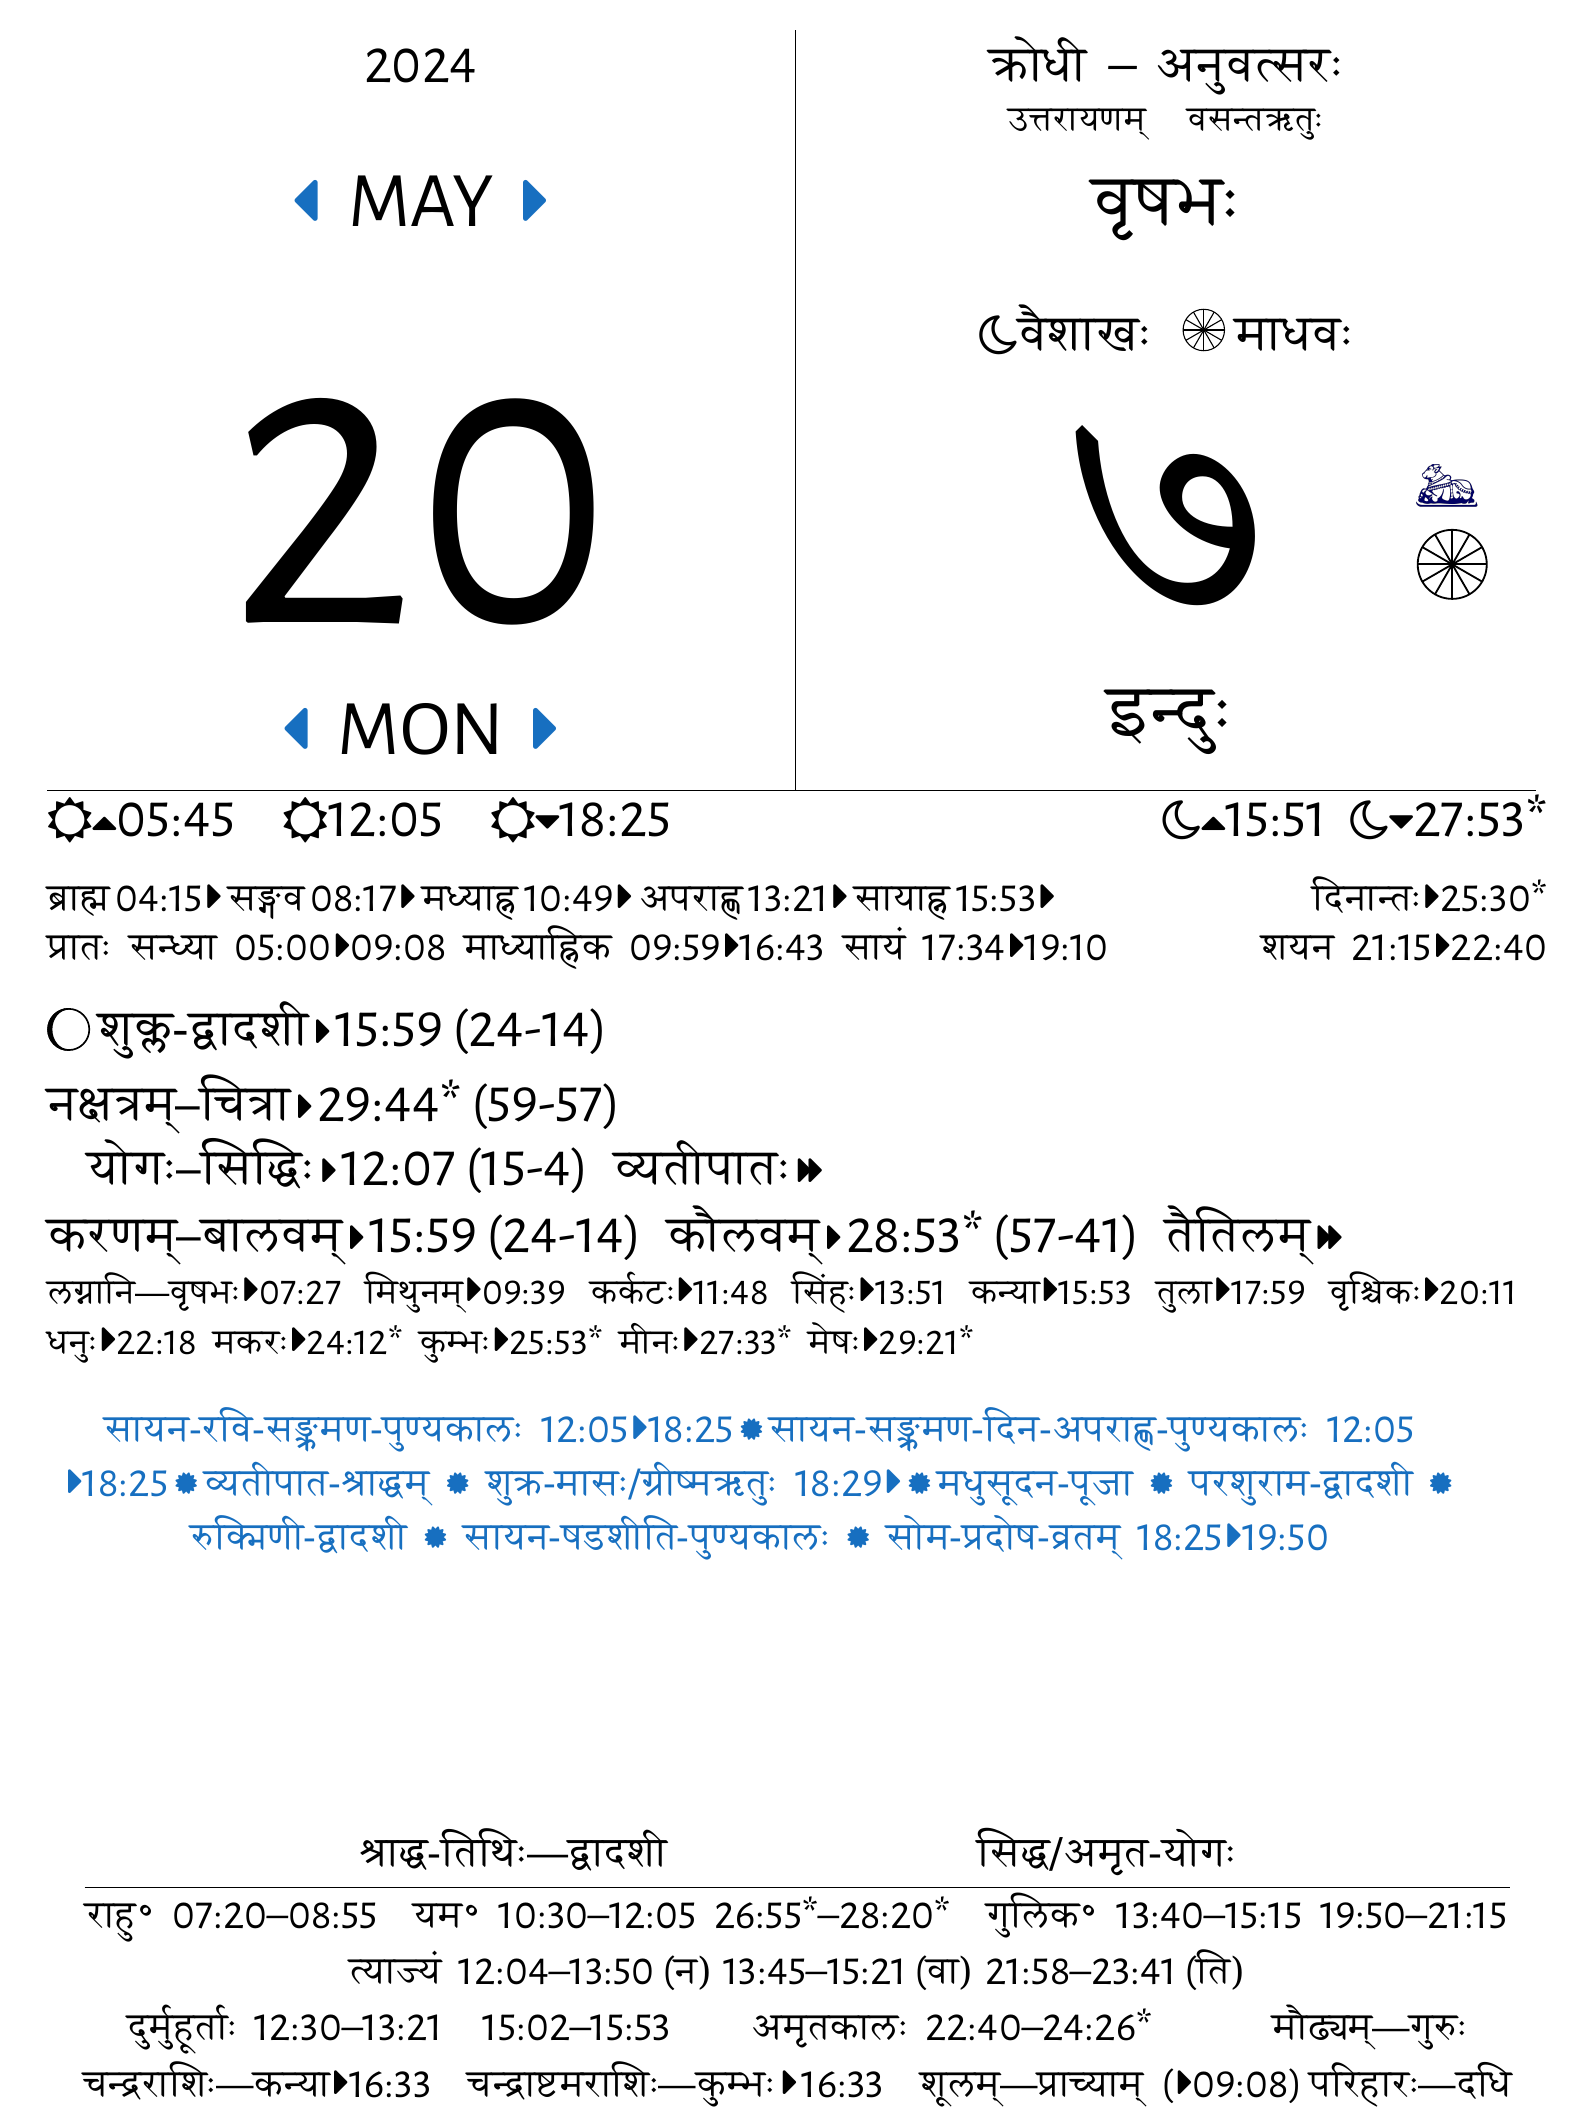 2024
MAY
20
MON
क्रोधी – अनुवत्सरः
उत्तरायणम् वसन्तऋतुः
वृषभः
वैशाखः माधवः
७
इन्दुः
05:45 12:05 18:25 15:51 27:53*
ब्राह्म 04:15 सङ्गव 08:17 मध्याह्न 10:49 अपराह्ण 13:21 सायाह्न 15:53 दिनान्तः 25:30*
प्रातः सन्ध्या 05:00 09:08 माध्याह्निक 09:59 16:43 सायं 17:34 19:10 शयन 21:15 22:40
शुक्ल-द्वादशी 15:59 (24-14)
नक्षत्रम्–चित्रा 29:44* (59-57)
योगः–सिद्धिः 12:07 (15-4) व्यतीपातः
करणम्–बालवम् 15:59 (24-14) कौलवम् 28:53* (57-41) तैतिलम्
लग्नानि—वृषभः 07:27 मिथुनम् 09:39 कर्कटः 11:48 सिंहः 13:51 कन्या 15:53 तुला 17:59 वृश्चिकः 20:11
धनुः 22:18 मकरः 24:12* कुम्भः 25:53* मीनः 27:33* मेषः 29:21*
सायन-रवि-सङ्क्रमण-पुण्यकालः 12:05 18:25 सायन-सङ्क्रमण-दिन-अपराह्ण-पुण्यकालः 12:05
18:25 व्यतीपात-श्राद्धम् शुक्र-मासः/ग्रीष्मऋतुः 18:29 मधुसूदन-पूजा परशुराम-द्वादशी
रुक्मिणी-द्वादशी सायन-षडशीति-पुण्यकालः सोम-प्रदोष-व्रतम् 18:25 19:50
श्राद्ध-तिथिः—द्वादशी सिद्ध/अमृत-योगः
राहु॰ 07:20–08:55 यम॰ 10:30–12:05 26:55*–28:20* गुलिक॰ 13:40–15:15 19:50–21:15
त्याज्यं 12:04–13:50 (न) 13:45–15:21 (वा) 21:58–23:41 (ति)
दुर्मुहूर्ताः 12:30–13:21 15:02–15:53 अमृतकालः 22:40–24:26* मौढ्यम्—गुरुः
चन्द्रराशिः—कन्या 16:33 चन्द्राष्टमराशिः—कुम्भः 16:33 शूलम्—प्राच्याम् (09:08) परिहारः—दधि